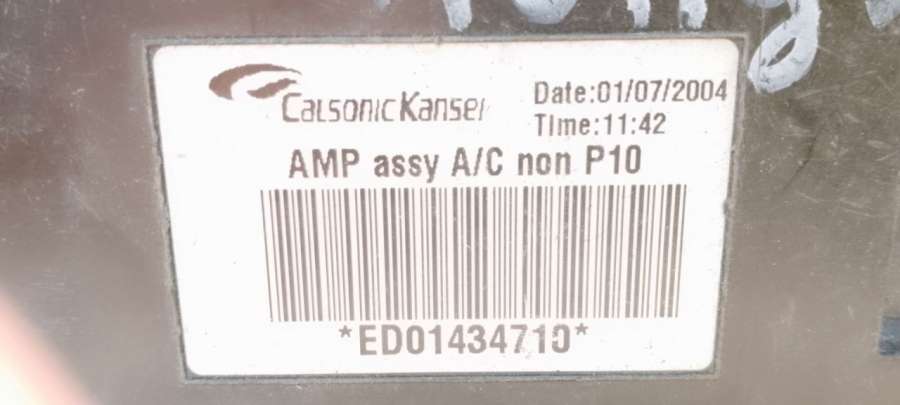 CalsonicKansei
Date:01/07/2004
Time:11:42
AMP assy A/C non P10
*ED01434710*